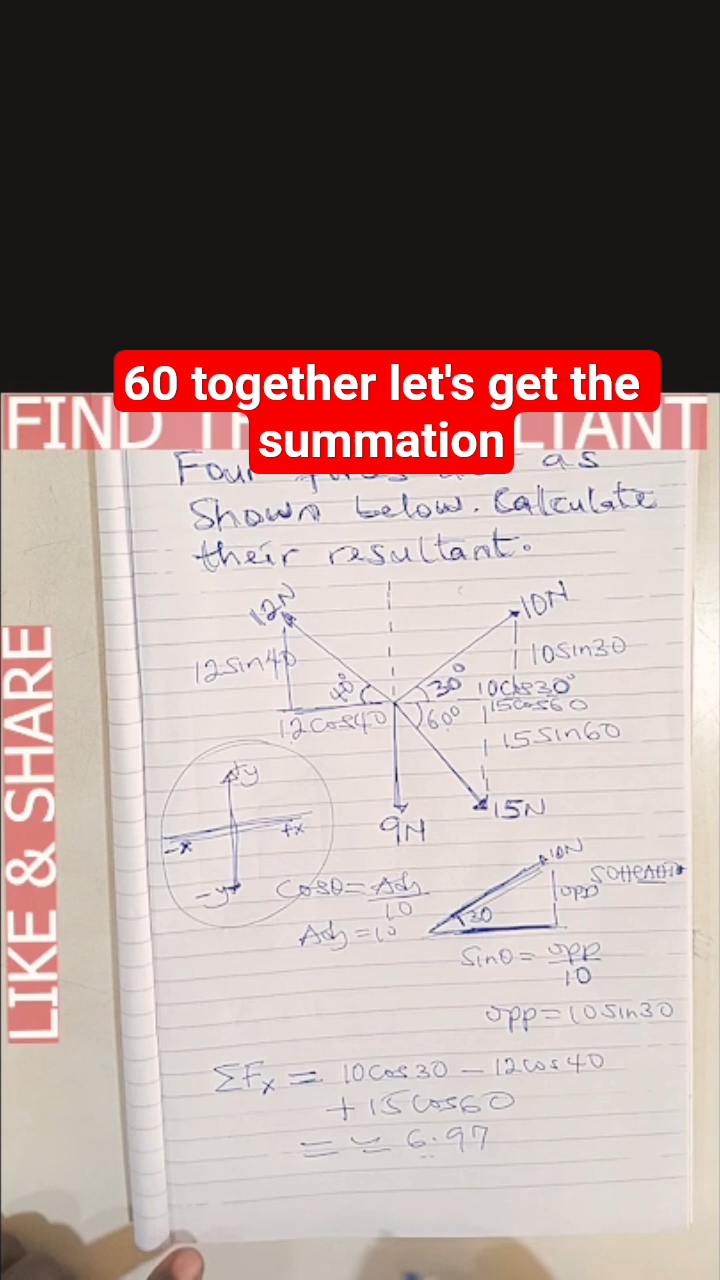 60 together let's get the
summation
FIND
LTANT
LIKE & SHARE
Four as
Shown below. Calculate
their resultant.
12N
10N
12sin40
10sin30
40°
30°
10cos30°
15cos60
12cos40
60°
15sin60
15N
9N
+y
-x
+x
-y
10N
SOHCAHTOA
opp
30
Cosθ = Adj
10
Adj = 10
Sinθ = opp
10
opp = 10sin30
ΣFx = 10cos30 - 12cos40
+ 15cos60
= = 6.97